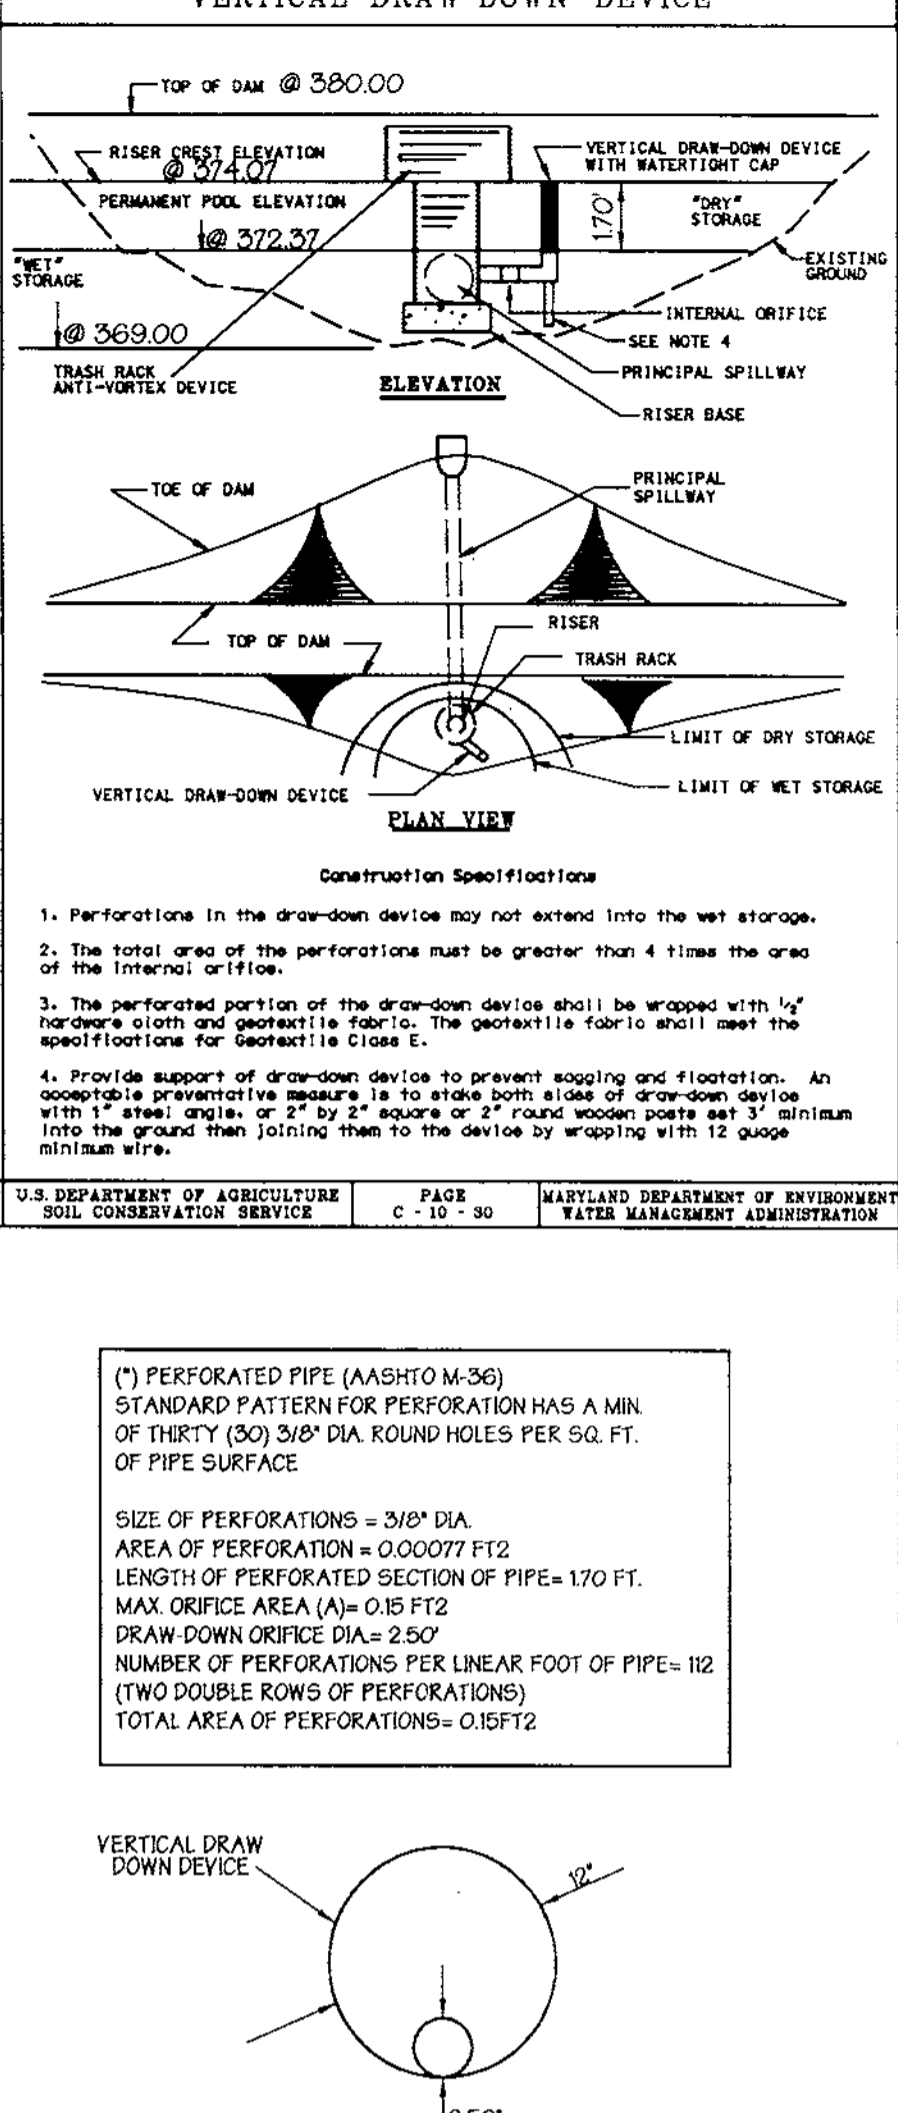 VERTICAL DRAW-DOWN DEVICE
TOP OF DAM @ 380.00
RISER CREST ELEVATION
@ 374.07
VERTICAL DRAW-DOWN DEVICE
WITH WATERTIGHT CAP
PERMANENT POOL ELEVATION
@ 372.37
1.70'
"DRY"
STORAGE
"WET"
STORAGE
EXISTING
GROUND
@ 369.00
INTERNAL ORIFICE
SEE NOTE 4
TRASH RACK
ANTI-VORTEX DEVICE
PRINCIPAL SPILLWAY
ELEVATION
RISER BASE
TOE OF DAM
PRINCIPAL
SPILLWAY
TOP OF DAM
RISER
TRASH RACK
LIMIT OF DRY STORAGE
LIMIT OF WET STORAGE
VERTICAL DRAW-DOWN DEVICE
PLAN VIEW
Construction Specifications
1. Perforations in the draw-down device may not extend into the wet storage.
2. The total area of the perforations must be greater than 4 times the area
of the internal orifice.
3. The perforated portion of the draw-down device shall be wrapped with 1/2"
hardware cloth and geotextile fabric. The geotextile fabric shall meet the
specifications for Geotextile Class E.
4. Provide support of draw-down device to prevent sagging and floatation. An
acceptable preventative measure is to stake both sides of draw-down device
with 1" steel angle, or 2" by 2" square or 2" round wooden posts set 3' minimum
into the ground then joining them to the device by wrapping with 12 guage
minimum wire.
U.S. DEPARTMENT OF AGRICULTURE
SOIL CONSERVATION SERVICE
PAGE
C - 10 - 30
MARYLAND DEPARTMENT OF ENVIRONMENT
WATER MANAGEMENT ADMINISTRATION
(*) PERFORATED PIPE (AASHTO M-36)
STANDARD PATTERN FOR PERFORATION HAS A MIN.
OF THIRTY (30) 3/8" DIA. ROUND HOLES PER SQ. FT.
OF PIPE SURFACE
SIZE OF PERFORATIONS = 3/8" DIA.
AREA OF PERFORATION = 0.00077 FT2
LENGTH OF PERFORATED SECTION OF PIPE= 1.70 FT.
MAX. ORIFICE AREA (A)= 0.15 FT2
DRAW-DOWN ORIFICE DIA.= 2.50"
NUMBER OF PERFORATIONS PER LINEAR FOOT OF PIPE= 112
(TWO DOUBLE ROWS OF PERFORATIONS)
TOTAL AREA OF PERFORATIONS= 0.15FT2
VERTICAL DRAW
DOWN DEVICE
12"
2.50"